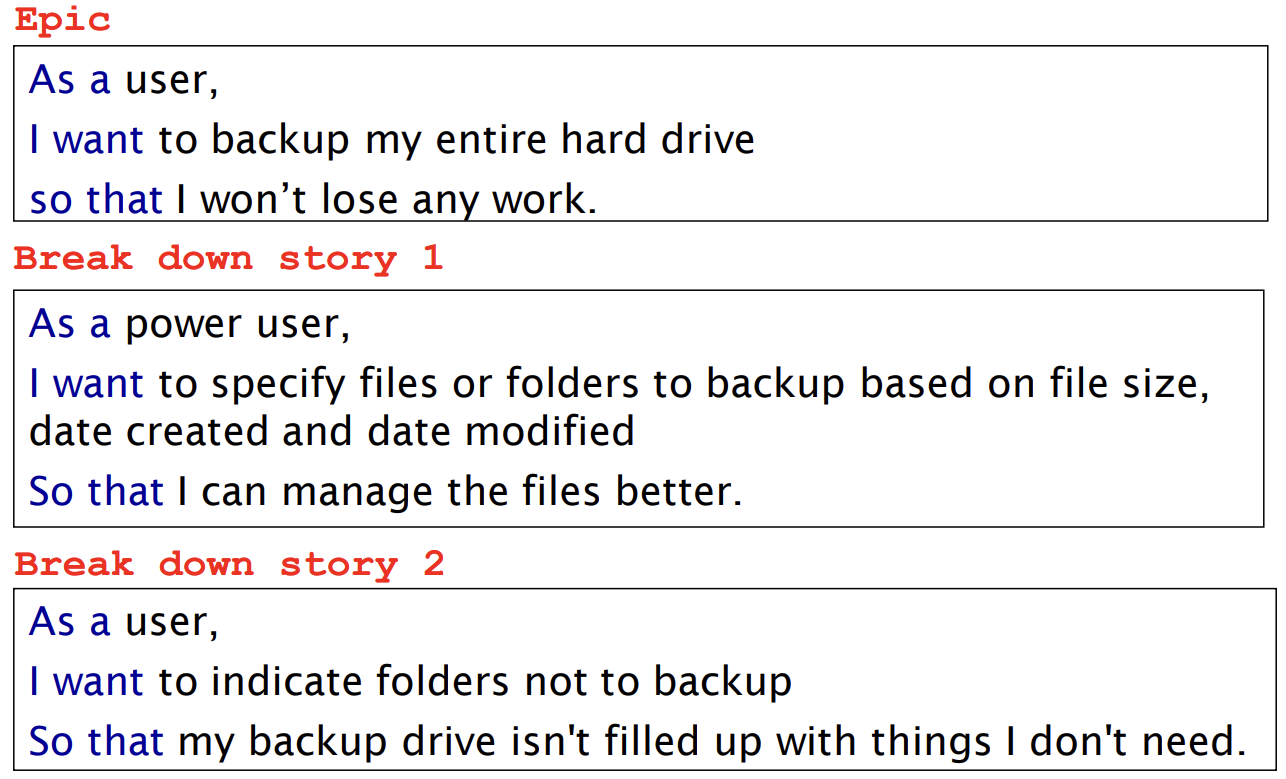 Epic
As a user,
I want to backup my entire hard drive
so that I won’t lose any work.
Break down story 1
As a power user,
I want to specify files or folders to backup based on file size,
date created and date modified
So that I can manage the files better.
Break down story 2
As a user,
I want to indicate folders not to backup
So that my backup drive isn't filled up with things I don't need.